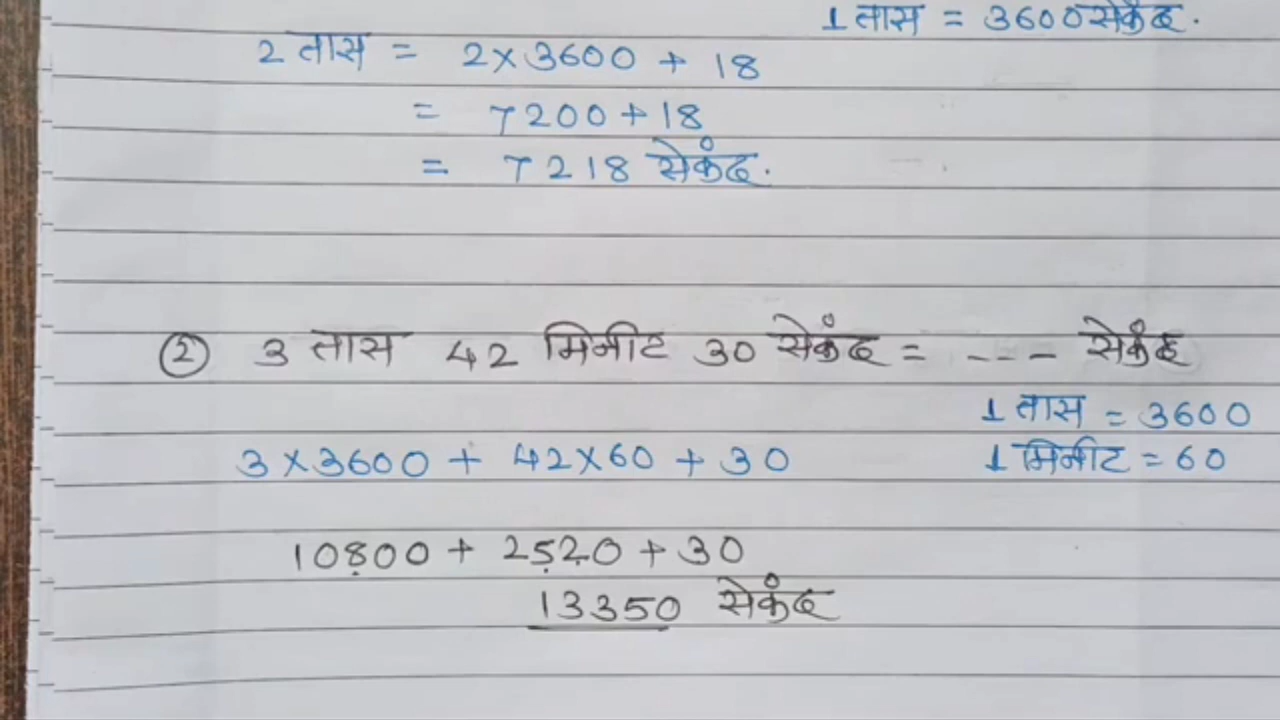 1 तास = 3600 सेकंद.
2 तास = 2×3600 + 18
= 7200 + 18
= 7218 सेकंद.
② 3 तास 42 मिनीट 30 सेकंद = --- सेकंद
1 तास = 3600
3×3600 + 42×60 + 30
1 मिनीट = 60
10800 + 2520 + 30
13350 सेकंद